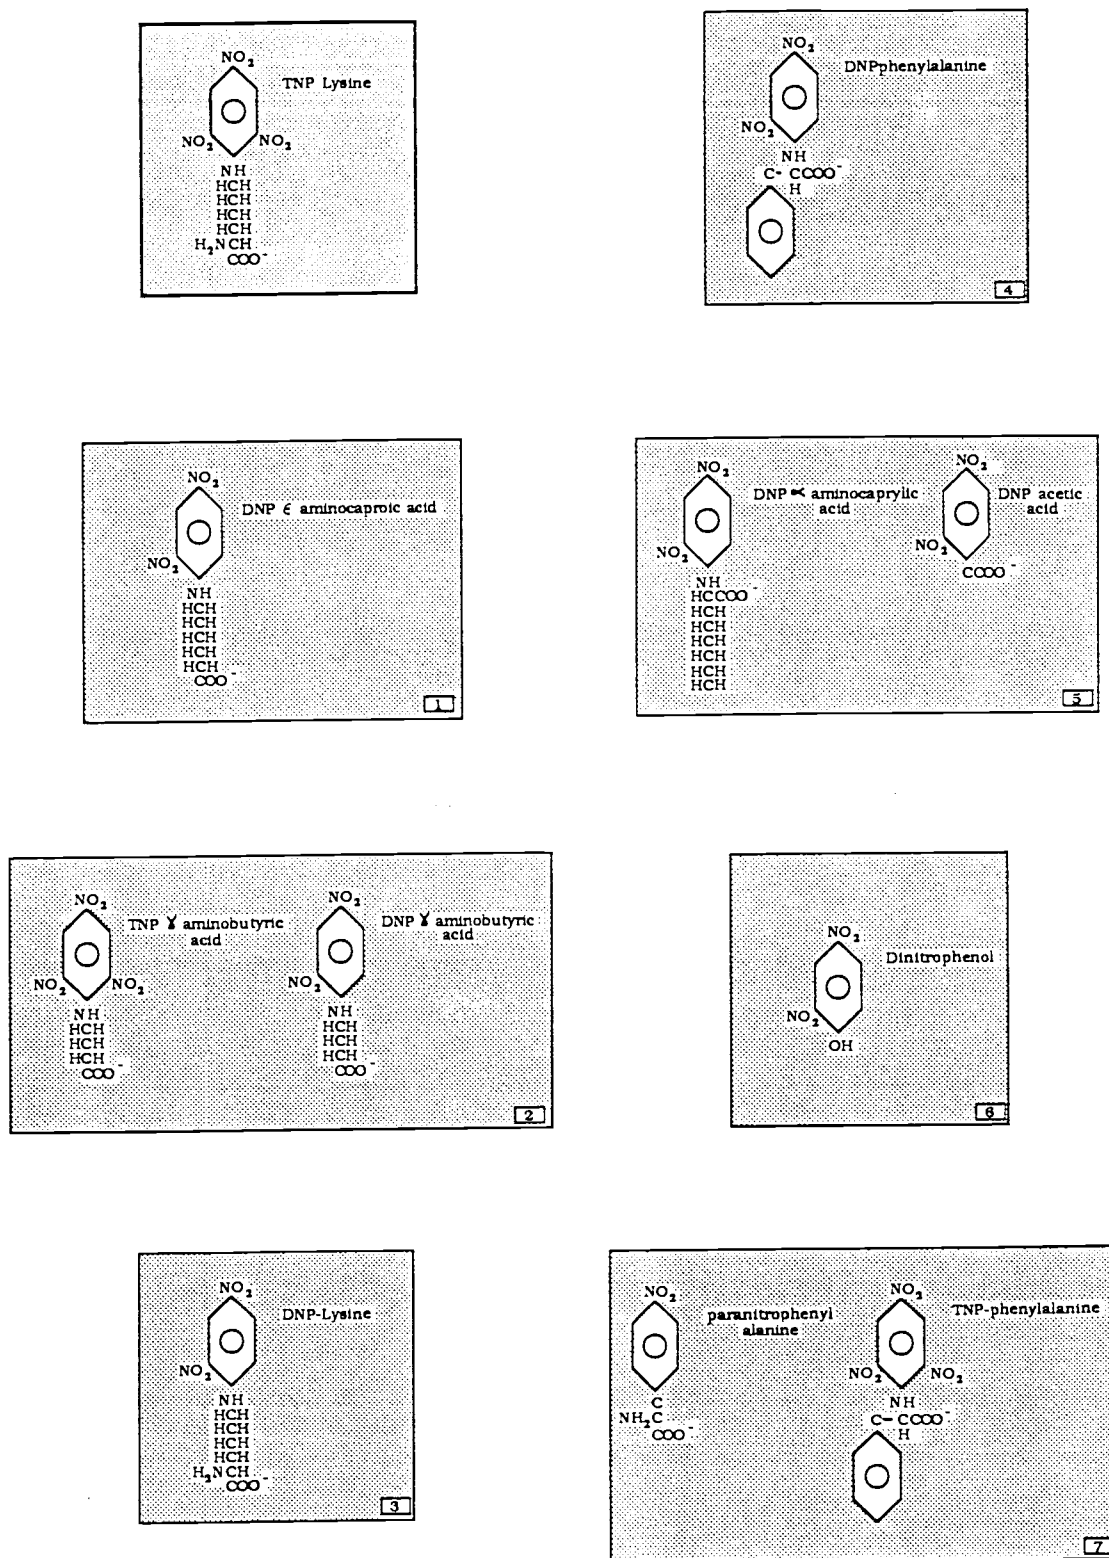 NO₂
TNP Lysine
NO₂ NO₂
NH
HCH
HCH
HCH
HCH
H₂NCH
COO⁻
NO₂
DNPphenylalanine
NO₂
NH
C- CCOO⁻
H
4
NO₂
DNP ϵ aminocaproic acid
NO₂
NH
HCH
HCH
HCH
HCH
HCH
COO⁻
1
NO₂
DNP ∝ aminocaprylic
acid
NO₂
NH
HCCOO⁻
HCH
HCH
HCH
HCH
HCH
HCH
NO₂
DNP acetic
acid
NO₂
CCOO⁻
5
NO₂
TNP ɣ aminobutyric
acid
NO₂ NO₂
NH
HCH
HCH
HCH
COO⁻
NO₂
DNP ɣ aminobutyric
acid
NO₂
NH
HCH
HCH
HCH
COO⁻
2
NO₂
Dinitrophenol
NO₂
OH
6
NO₂
DNP-Lysine
NO₂
NH
HCH
HCH
HCH
HCH
H₂NCH
COO⁻
3
NO₂
paranitrophenyl
alanine
C
NH₂C
COO⁻
NO₂
TNP-phenylalanine
NO₂ NO₂
NH
C-CCOO⁻
H
7